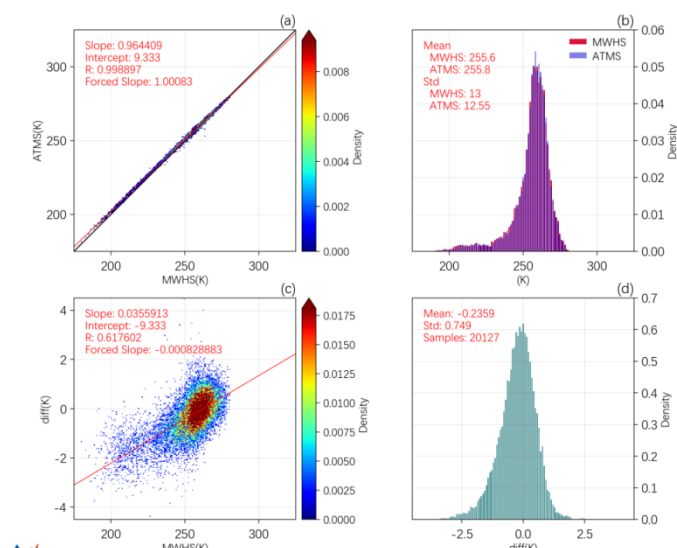 (a)
Slope: 0.964409
Intercept: 9.333
R: 0.998897
Forced Slope: 1.00083
300
250
200
ATMS(K)
200
250
300
MWHS(K)
0.008
0.006
0.004
0.002
0.000
Density
(b)
Mean
MWHS: 255.6
ATMS: 255.8
Std
MWHS: 13
ATMS: 12.55
MWHS
ATMS
0.06
0.05
0.04
0.03
0.02
0.01
0.00
Density
200
250
300
(K)
(c)
Slope: 0.0355913
Intercept: -9.333
R: 0.617602
Forced Slope: -0.000828883
4
2
0
-2
-4
diff(K)
200
250
300
MWHS(K)
0.0175
0.0150
0.0125
0.0100
0.0075
0.0050
0.0025
0.0000
Density
(d)
Mean: -0.2359
Std: 0.749
Samples: 20127
0.7
0.6
0.5
0.4
0.3
0.2
0.1
0.0
Density
-2.5
0.0
2.5
diff(K)